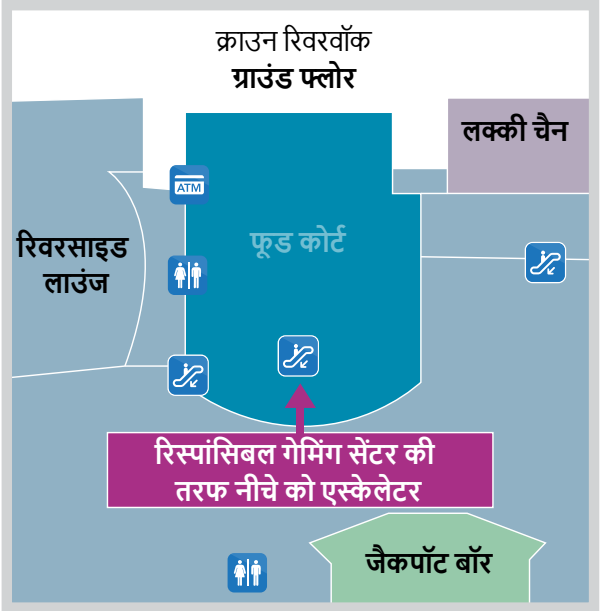 क्राउन रिवरवॉक
ग्राउंड फ्लोर
लक्की चैन
ATM
फूड कोर्ट
रिवरसाइड
लाउंज
रिस्पांसिबल गेमिंग सेंटर की
तरफ नीचे को एस्केलेटर
जैकपॉट बॉर